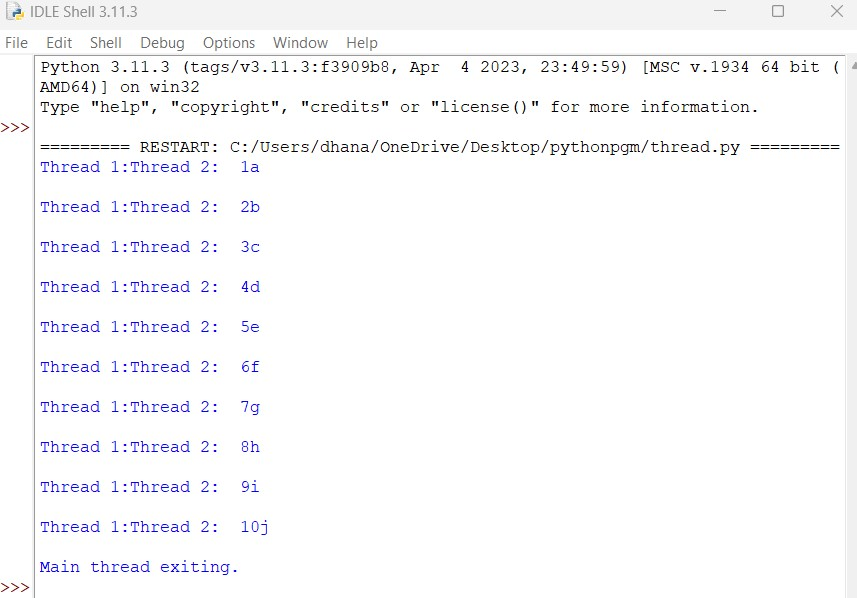 IDLE Shell 3.11.3
File Edit Shell Debug Options Window Help
Python 3.11.3 (tags/v3.11.3:f3909b8, Apr  4 2023, 23:49:59) [MSC v.1934 64 bit (
AMD64)] on win32
Type "help", "copyright", "credits" or "license()" for more information.
>>>
========= RESTART: C:/Users/dhana/OneDrive/Desktop/pythonpgm/thread.py =========
Thread 1:Thread 2:  1a
Thread 1:Thread 2:  2b
Thread 1:Thread 2:  3c
Thread 1:Thread 2:  4d
Thread 1:Thread 2:  5e
Thread 1:Thread 2:  6f
Thread 1:Thread 2:  7g
Thread 1:Thread 2:  8h
Thread 1:Thread 2:  9i
Thread 1:Thread 2:  10j
Main thread exiting.
>>>